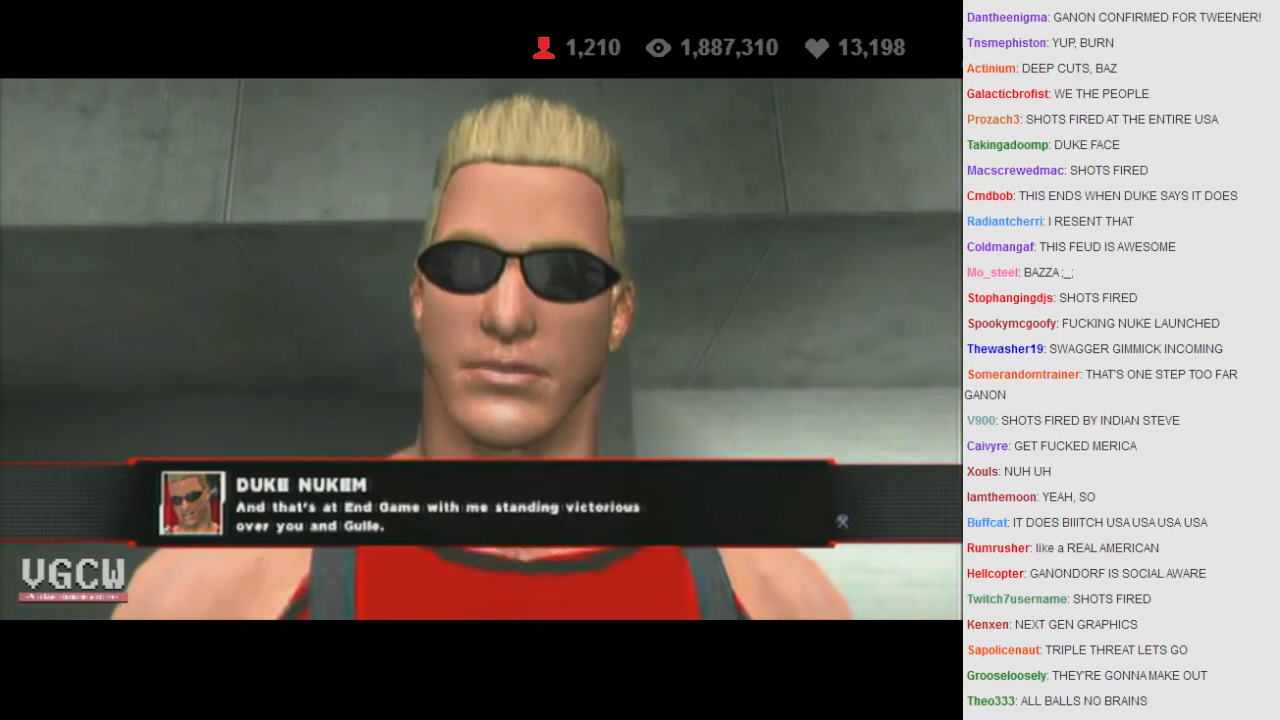 1,210 1,887,310 13,198
DUKE NUKEM
And that's at End Game with me standing victorious
over you and Guile.
VGCW
Dantheenigma: GANON CONFIRMED FOR TWEENER!
Tnsmephiston: YUP, BURN
Actinium: DEEP CUTS, BAZ
Galacticbrofist: WE THE PEOPLE
Prozach3: SHOTS FIRED AT THE ENTIRE USA
Takingadoomp: DUKE FACE
Macscrewedmac: SHOTS FIRED
Cmdbob: THIS ENDS WHEN DUKE SAYS IT DOES
Radiantcherri: I RESENT THAT
Coldmangaf: THIS FEUD IS AWESOME
Mo_steel: BAZZA ;_;
Stophangingdjs: SHOTS FIRED
Spookymcgoofy: FUCKING NUKE LAUNCHED
Thewasher19: SWAGGER GIMMICK INCOMING
Somerandomtrainer: THAT'S ONE STEP TOO FAR
GANON
V900: SHOTS FIRED BY INDIAN STEVE
Caivyre: GET FUCKED MERICA
Xouls: NUH UH
Iamthemoon: YEAH, SO
Buffcat: IT DOES BIIITCH USA USA USA USA
Rumrusher: like a REAL AMERICAN
Hellcopter: GANONDORF IS SOCIAL AWARE
Twitch7username: SHOTS FIRED
Kenxen: NEXT GEN GRAPHICS
Sapolicenaut: TRIPLE THREAT LETS GO
Grooseloosely: THEY'RE GONNA MAKE OUT
Theo333: ALL BALLS NO BRAINS